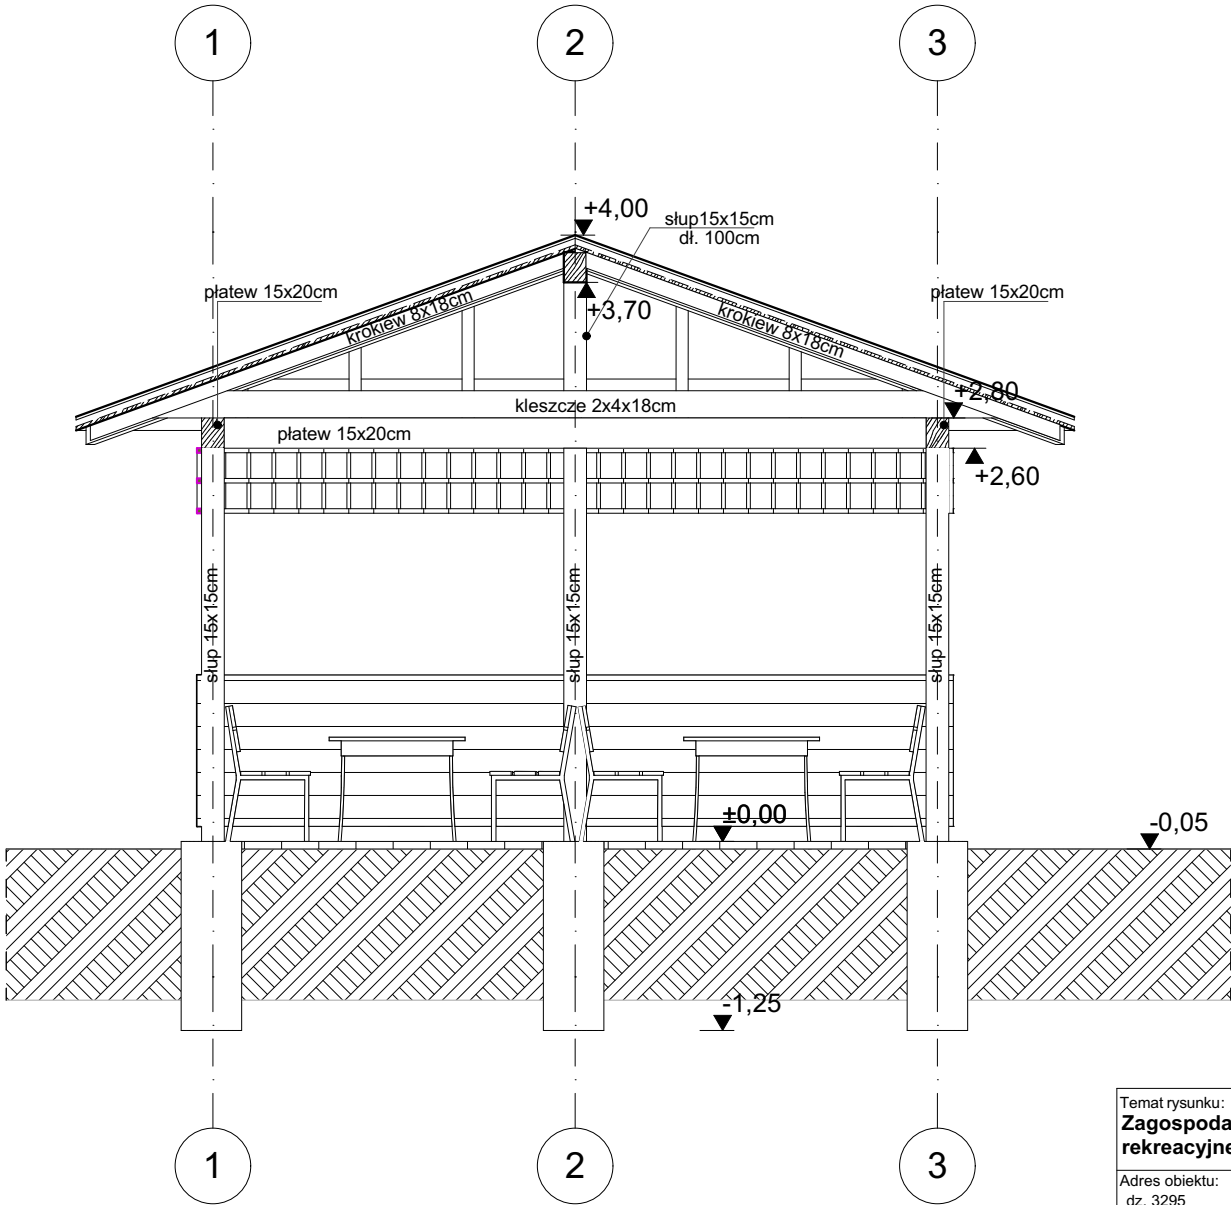 1
2
3
+4,00
słup15x15cm
dł. 100cm
płatew 15x20cm
krokiew 8x18cm
+3,70
krokiew 8x18cm
płatew 15x20cm
+2,80
kleszcze 2x4x18cm
płatew 15x20cm
+2,60
słup 15x15cm
słup 15x15cm
słup 15x15cm
±0,00
-0,05
-1,25
1
2
3
Temat rysunku:
Zagospoda
rekreacyjne
Adres obiektu:
dz. 3295